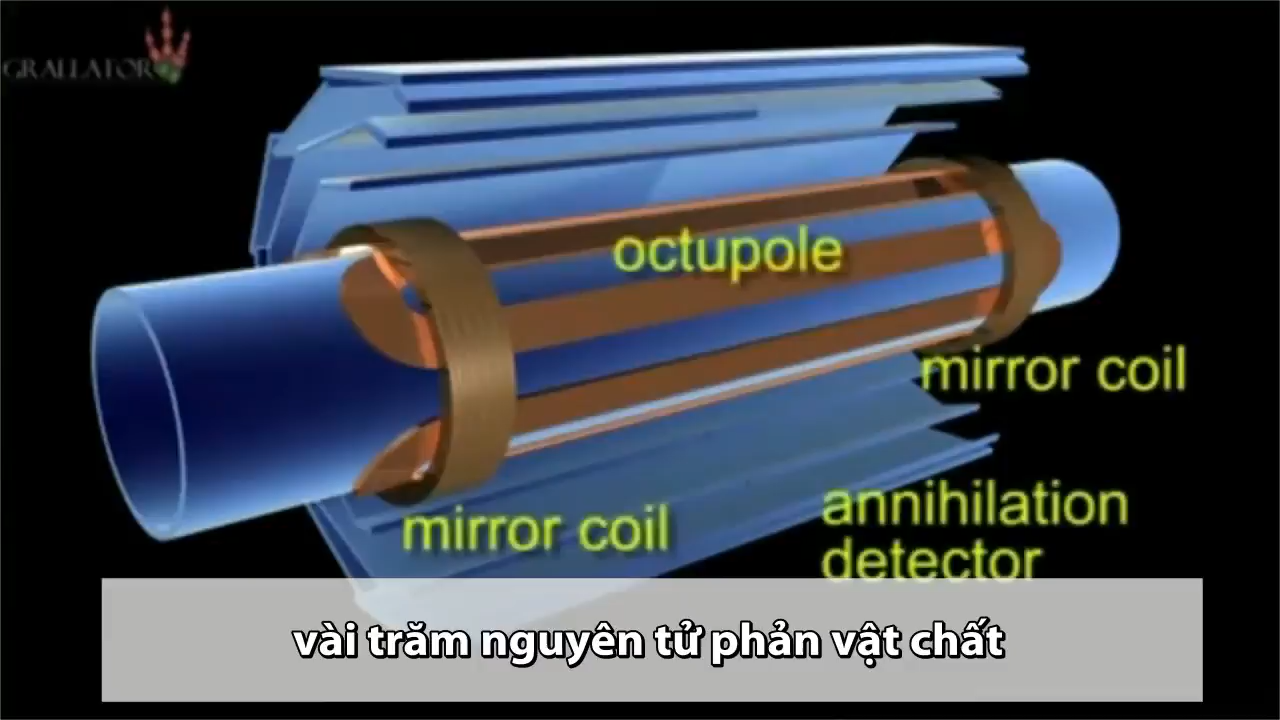 GRALLATOR
octupole
mirror coil
mirror coil
annihilation
detector
vài trăm nguyên tử phản vật chất